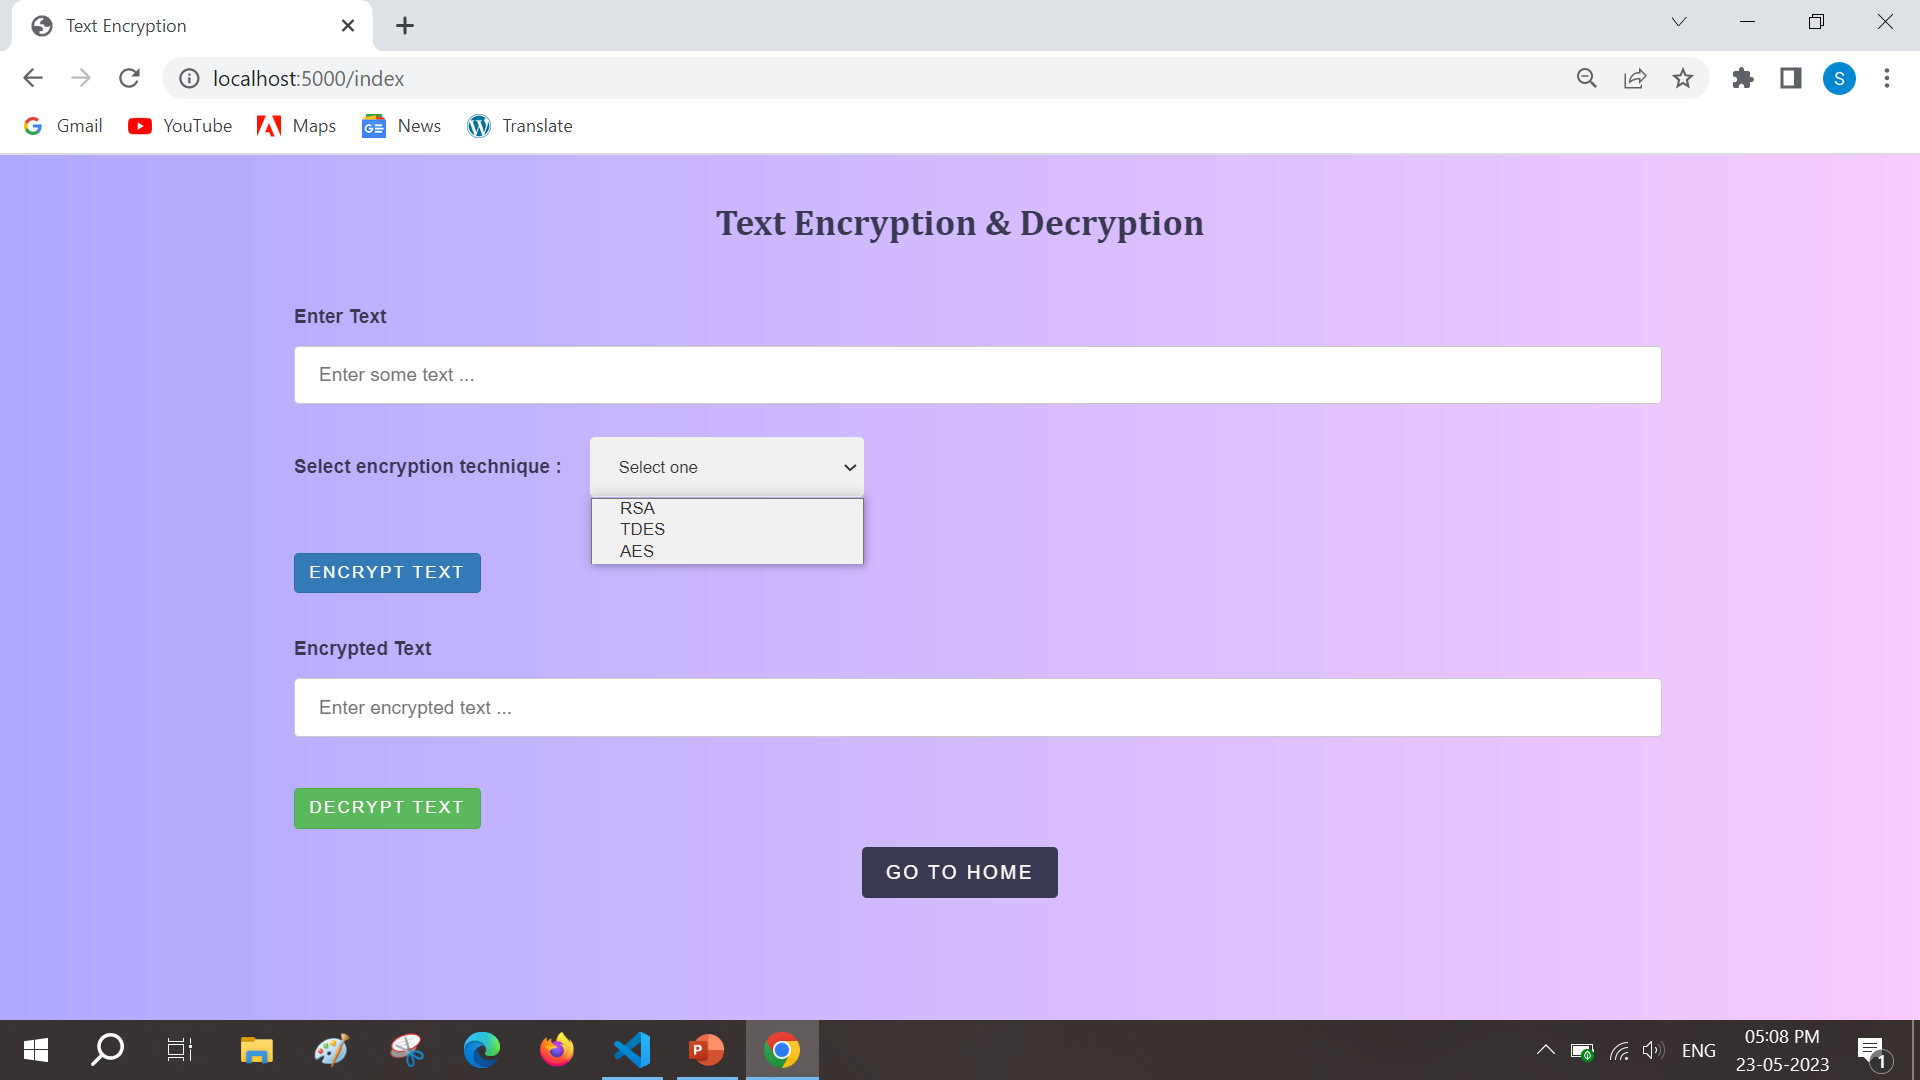 Text Encryption
localhost:5000/index
S
Gmail YouTube Maps News Translate
Text Encryption & Decryption
Enter Text
Enter some text ...
Select encryption technique : Select one
RSA
TDES
AES
ENCRYPT TEXT
Encrypted Text
Enter encrypted text ...
DECRYPT TEXT
GO TO HOME
ENG
05:08 PM
23-05-2023
1